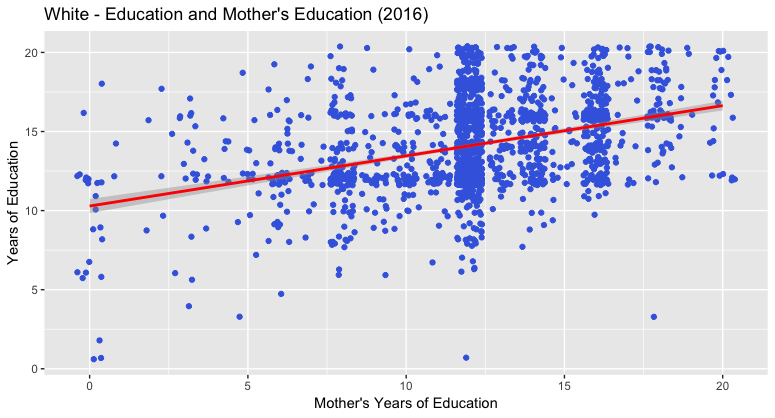 White - Education and Mother's Education (2016)
20
15
10
5
0
Years of Education
0 5 10 15 20
Mother's Years of Education